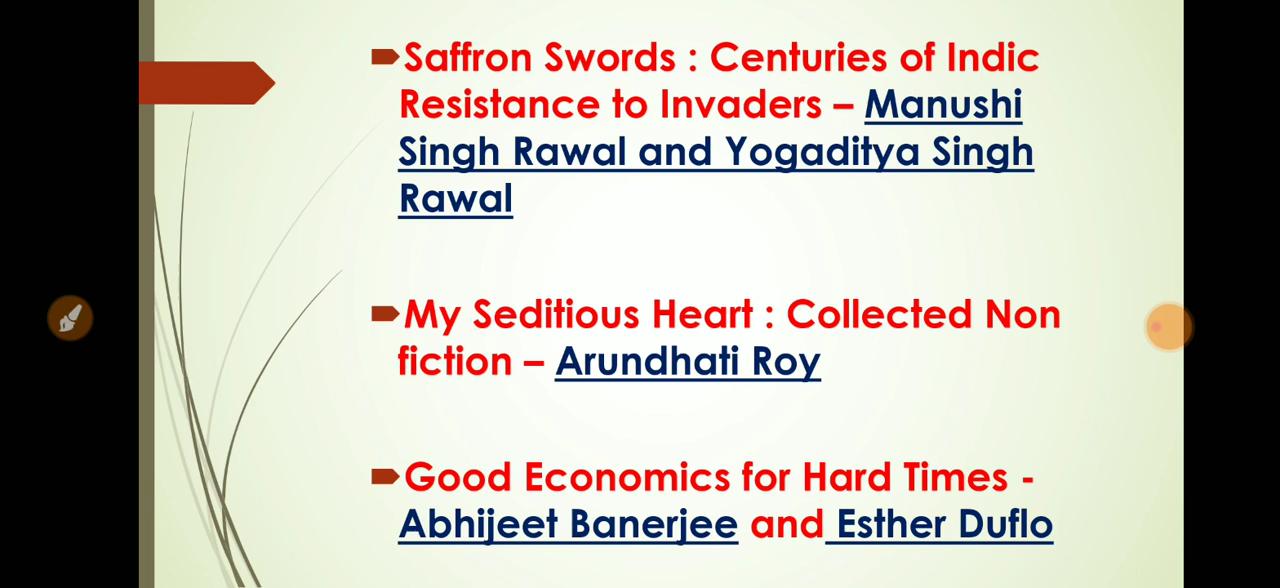 Saffron Swords : Centuries of Indic
Resistance to Invaders – Manushi
Singh Rawal and Yogaditya Singh
Rawal
My Seditious Heart : Collected Non
fiction – Arundhati Roy
Good Economics for Hard Times -
Abhijeet Banerjee and Esther Duflo